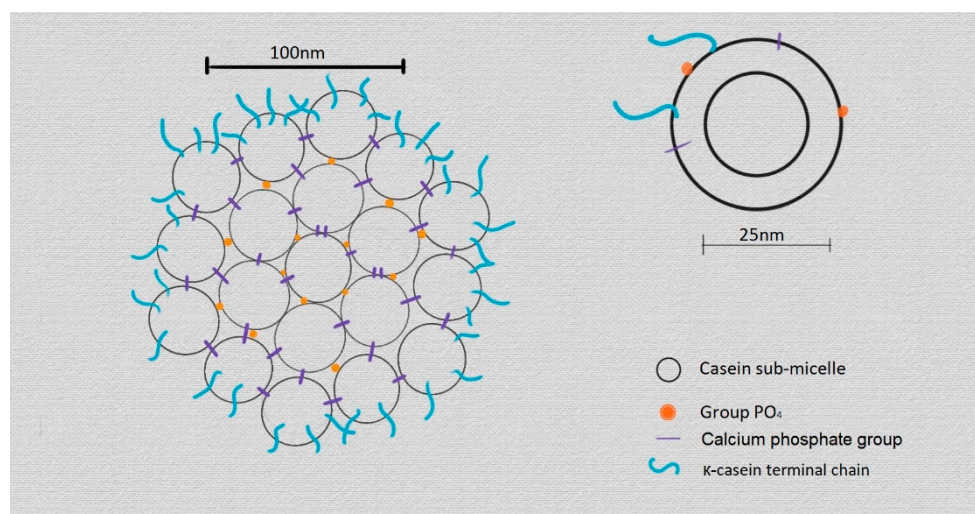 100nm
25nm
Casein sub-micelle
Group PO₄
Calcium phosphate group
κ-casein terminal chain